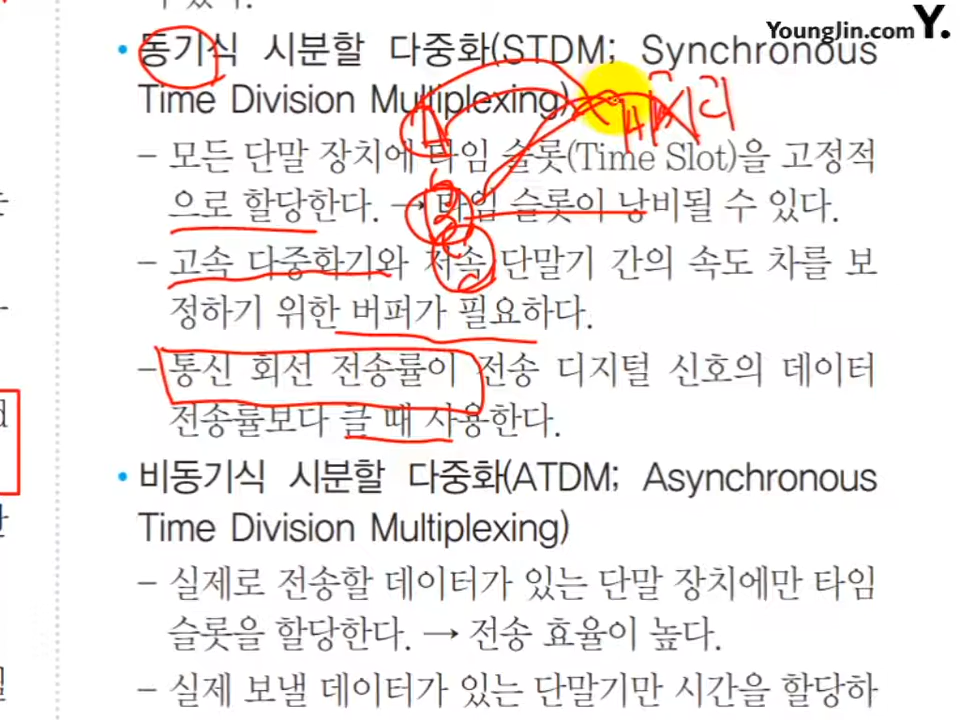 YoungJin.com Y.
• 동기식 시분할 다중화(STDM; Synchronous
Time Division Multiplexing)
– 모든 단말 장치에 타임 슬롯(Time Slot)을 고정적
으로 할당한다. → 타임 슬롯이 낭비될 수 있다.
– 고속 다중화기와 저속 단말기 간의 속도 차를 보
정하기 위한 버퍼가 필요하다.
– 통신 회선 전송률이 전송 디지털 신호의 데이터
전송률보다 클 때 사용한다.
• 비동기식 시분할 다중화(ATDM; Asynchronous
Time Division Multiplexing)
– 실제로 전송할 데이터가 있는 단말 장치에만 타임
슬롯을 할당한다. → 전송 효율이 높다.
– 실제 보낼 데이터가 있는 단말기만 시간을 할당하